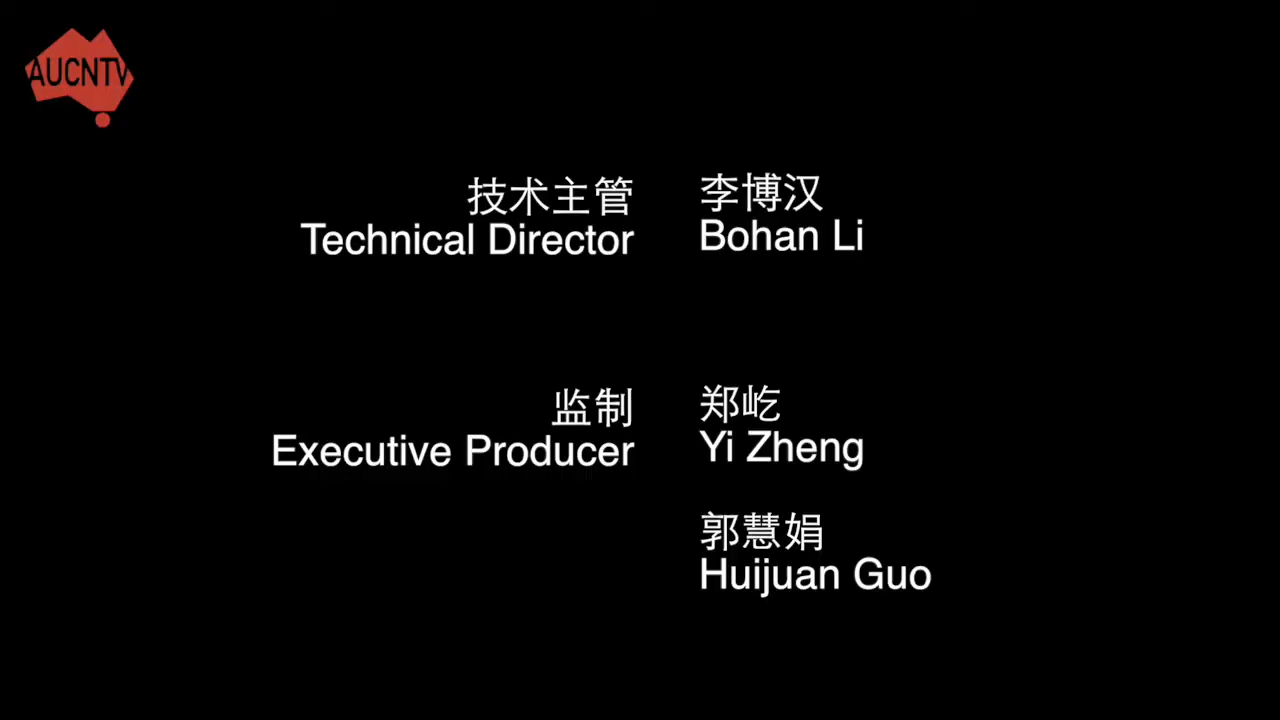 AUCNTV
技术主管 李博汉
Technical Director Bohan Li
监制 郑屹
Executive Producer Yi Zheng
郭慧娟
Huijuan Guo